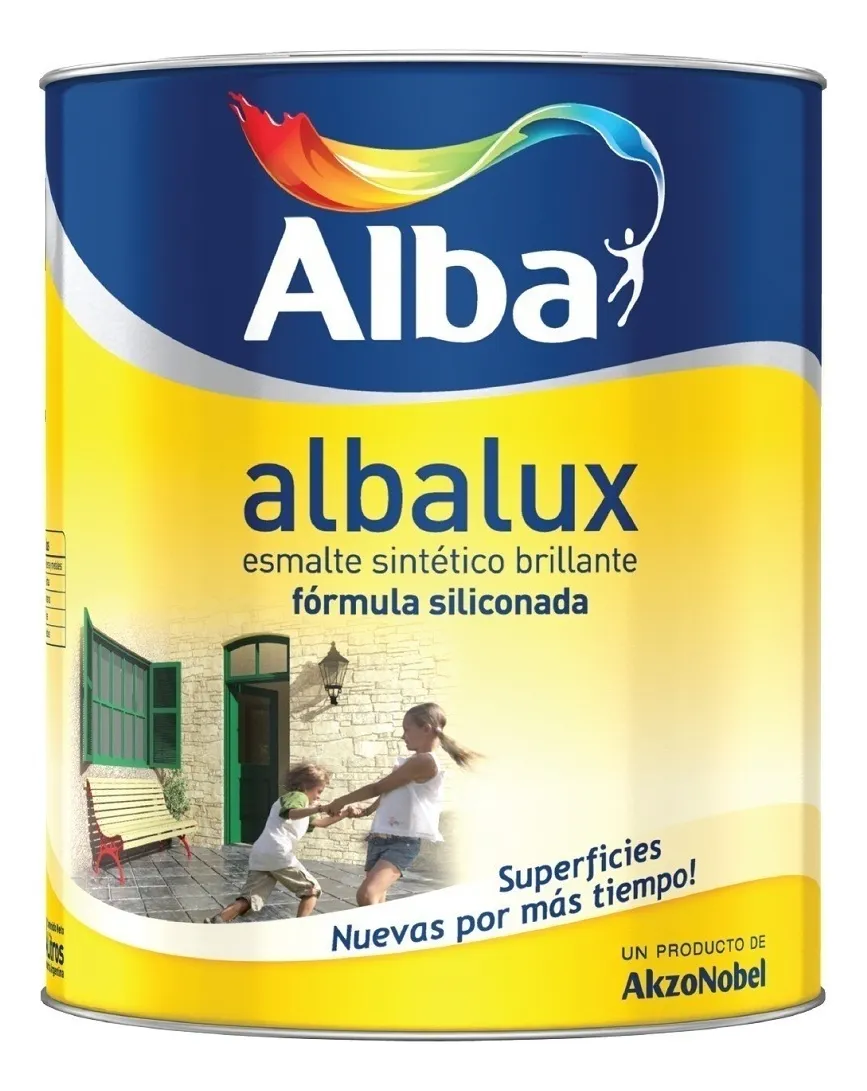 Alba
albalux
esmalte sintético brillante
fórmula siliconada
Superficies
Nuevas por más tiempo!
UN PRODUCTO DE
AkzoNobel